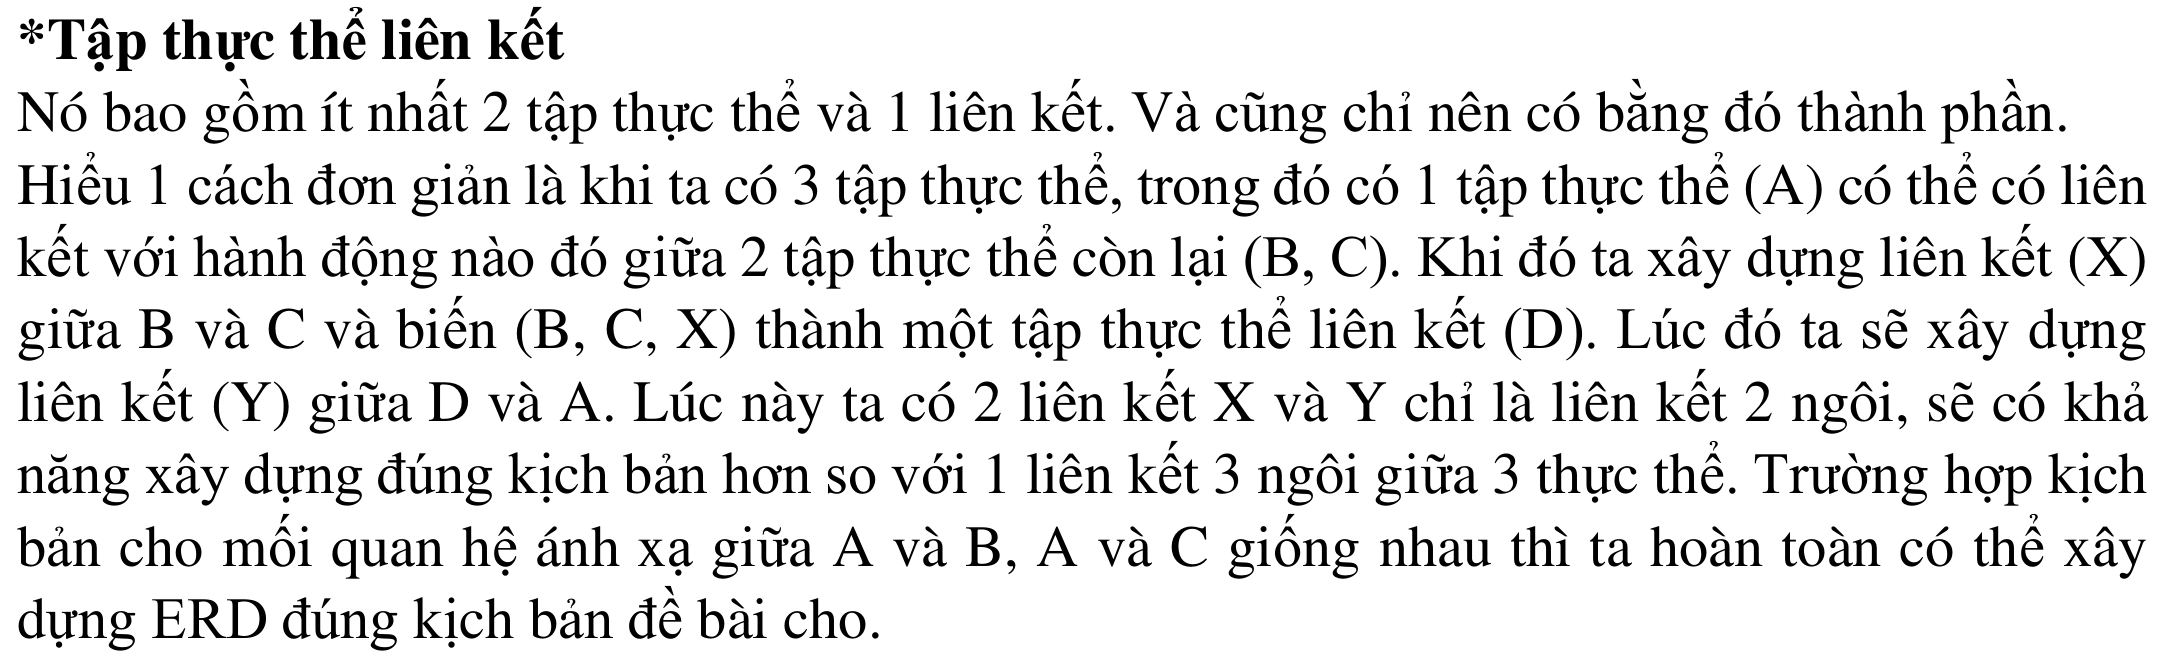 *Tập thực thể liên kết
Nó bao gồm ít nhất 2 tập thực thể và 1 liên kết. Và cũng chỉ nên có bằng đó thành phần.
Hiểu 1 cách đơn giản là khi ta có 3 tập thực thể, trong đó có 1 tập thực thể (A) có thể có liên
kết với hành động nào đó giữa 2 tập thực thể còn lại (B, C). Khi đó ta xây dựng liên kết (X)
giữa B và C và biến (B, C, X) thành một tập thực thể liên kết (D). Lúc đó ta sẽ xây dựng
liên kết (Y) giữa D và A. Lúc này ta có 2 liên kết X và Y chỉ là liên kết 2 ngôi, sẽ có khả
năng xây dựng đúng kịch bản hơn so với 1 liên kết 3 ngôi giữa 3 thực thể. Trường hợp kịch
bản cho mối quan hệ ánh xạ giữa A và B, A và C giống nhau thì ta hoàn toàn có thể xây
dựng ERD đúng kịch bản đề bài cho.